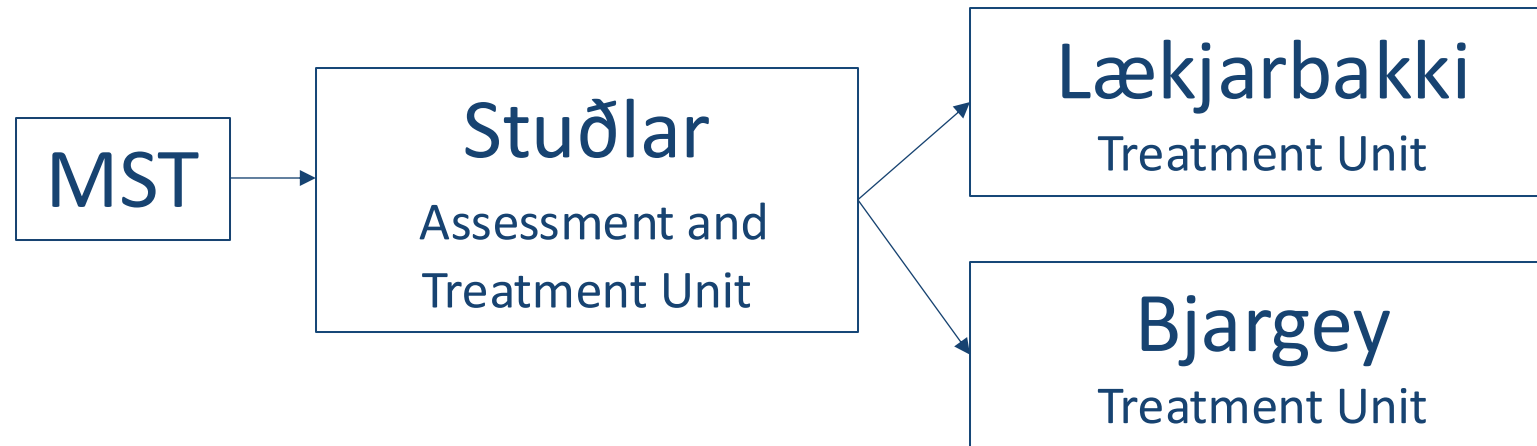 MST
Stuðlar
Assessment and
Treatment Unit
Lækjarbakki
Treatment Unit
Bjargey
Treatment Unit